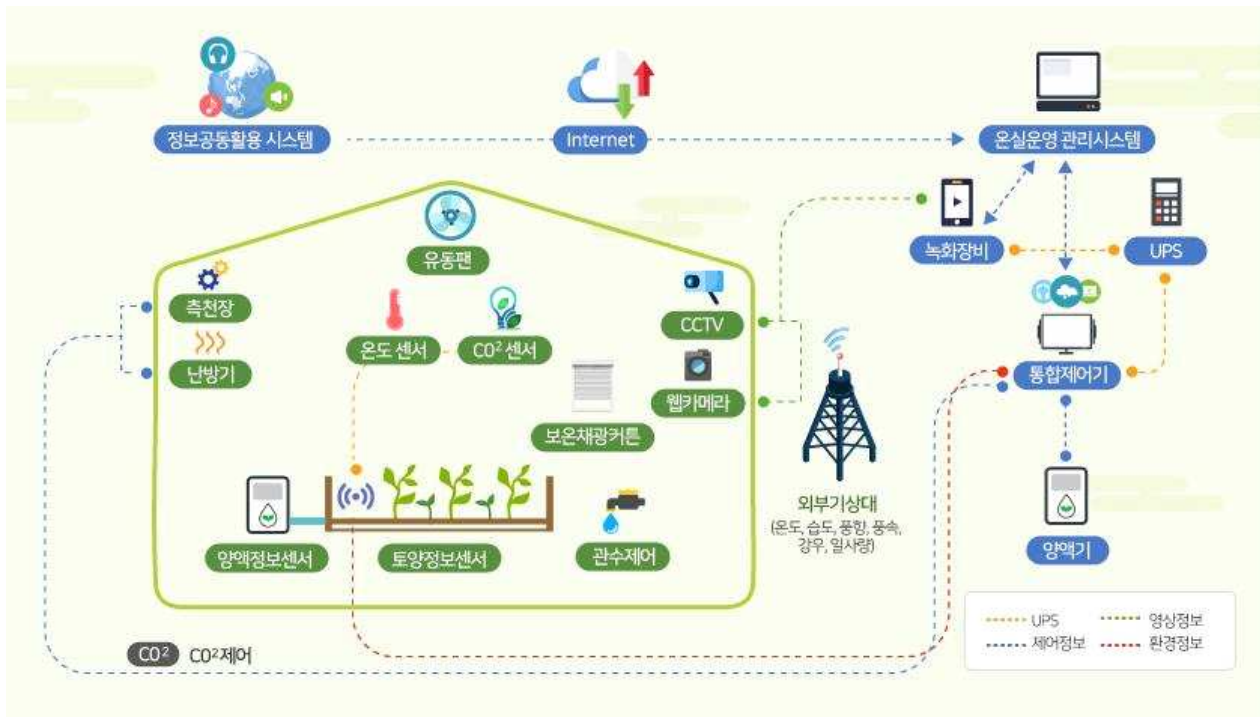 정보공동활용 시스템
Internet
온실운영 관리시스템
유동팬
녹화장비
UPS
측천장
CCTV
온도 센서
CO² 센서
난방기
통합제어기
웹카메라
보온채광커튼
외부기상대
(온도, 습도, 풍향, 풍속,
강우, 일사량)
양액정보센서
토양정보센서
관수제어
양액기
CO²
CO²제어
UPS
영상정보
제어정보
환경정보